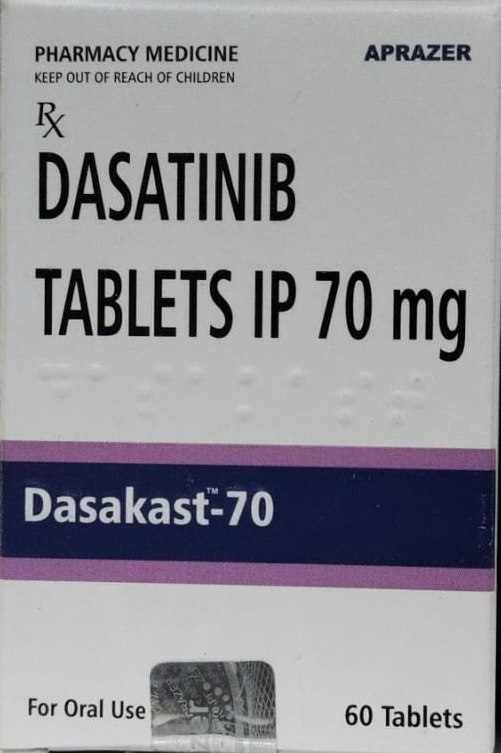 PHARMACY MEDICINE
APRAZER
KEEP OUT OF REACH OF CHILDREN
Rx
DASATINIB
TABLETS IP 70 mg
Dasakast™-70
For Oral Use
60 Tablets